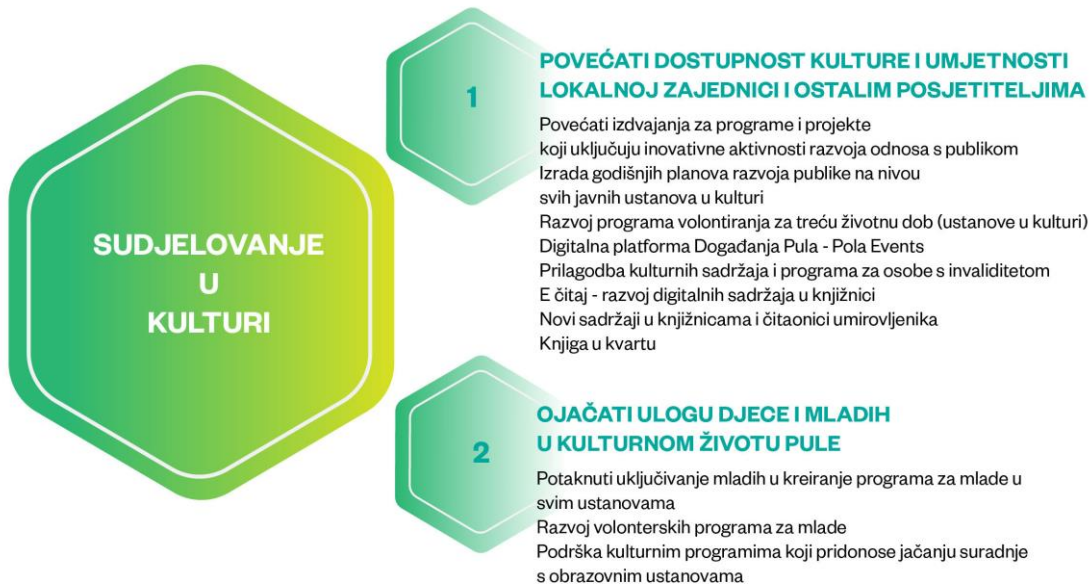 SUDJELOVANJE
U
KULTURI
1
POVEĆATI DOSTUPNOST KULTURE I UMJETNOSTI
LOKALNOJ ZAJEDNICI I OSTALIM POSJETITELJIMA
Povećati izdvajanja za programe i projekte
koji uključuju inovativne aktivnosti razvoja odnosa s publikom
Izrada godišnjih planova razvoja publike na nivou
svih javnih ustanova u kulturi
Razvoj programa volontiranja za treću životnu dob (ustanove u kulturi)
Digitalna platforma Događanja Pula - Pola Events
Prilagodba kulturnih sadržaja i programa za osobe s invaliditetom
E čitaj - razvoj digitalnih sadržaja u knjižnici
Novi sadržaji u knjižnicama i čitaonici umirovljenika
Knjiga u kvartu
2
OJAČATI ULOGU DJECE I MLADIH
U KULTURNOM ŽIVOTU PULE
Potaknuti uključivanje mladih u kreiranje programa za mlade u
svim ustanovama
Razvoj volonterskih programa za mlade
Podrška kulturnim programima koji pridonose jačanju suradnje
s obrazovnim ustanovama